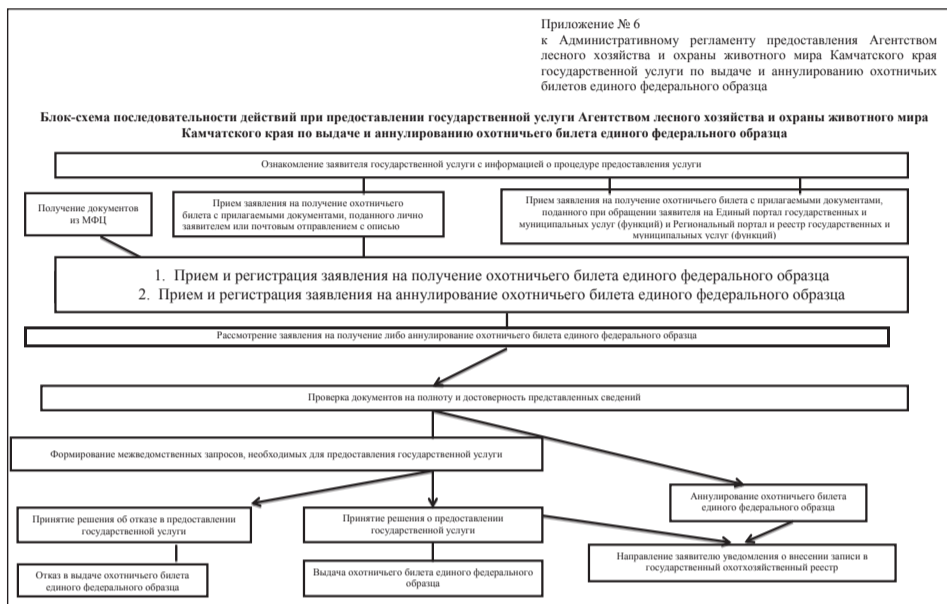 Приложение № 6
к Административному регламенту предоставления Агентством
лесного хозяйства и охраны животного мира Камчатского края
государственной услуги по выдаче и аннулированию охотничьих
билетов единого федерального образца
Блок-схема последовательности действий при предоставлении государственной услуги Агентством лесного хозяйства и охраны животного мира
Камчатского края по выдаче и аннулированию охотничьего билета единого федерального образца
Ознакомление заявителя государственной услуги с информацией о процедуре предоставления услуги
Получение документов
из МФЦ
Прием заявления на получение охотничьего
билета с прилагаемыми документами, поданного лично
заявителем или почтовым отправлением с описью
Прием заявления на получение охотничьего билета с прилагаемыми документами,
поданного при обращении заявителя на Единый портал государственных и
муниципальных услуг (функций) и Региональный портал и реестр государственных и
муниципальных услуг (функций)
1. Прием и регистрация заявления на получение охотничьего билета единого федерального образца
2. Прием и регистрация заявления на аннулирование охотничьего билета единого федерального образца
Рассмотрение заявления на получение либо аннулирование охотничьего билета единого федерального образца
Проверка документов на полноту и достоверность представленных сведений
Формирование межведомственных запросов, необходимых для предоставления государственной услуги
Аннулирование охотничьего билета
единого федерального образца
Принятие решения об отказе в предоставлении
государственной услуги
Принятие решения о предоставлении
государственной услуги
Направление заявителю уведомления о внесении записи в
государственный охотхозяйственный реестр
Отказ в выдаче охотничьего билета
единого федерального образца
Выдача охотничьего билета единого федерального
образца